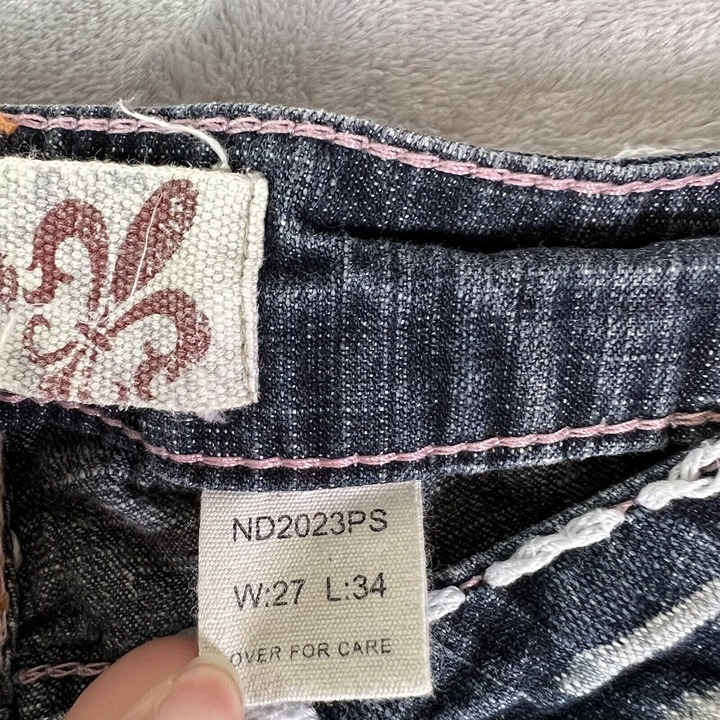 ND2023PS
W:27 L:34
OVER FOR CARE